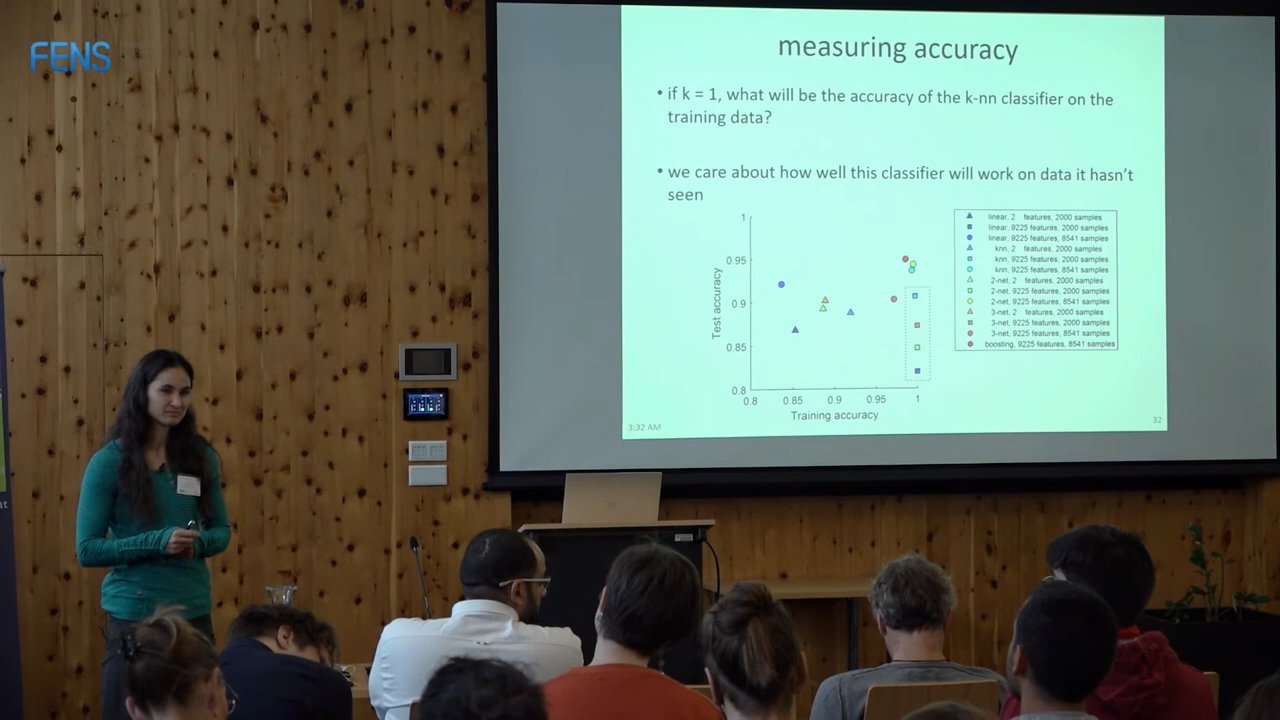 FENS
measuring accuracy
• if k = 1, what will be the accuracy of the k-nn classifier on the
training data?
• we care about how well this classifier will work on data it hasn't
seen
1
0.95
0.9
0.85
0.8
Test accuracy
0.8 0.85 0.9 0.95 1
Training accuracy
linear, 2 features, 2000 samples
linear, 9225 features, 2000 samples
linear, 9225 features, 8541 samples
knn, 2 features, 2000 samples
knn, 9225 features, 2000 samples
knn, 9225 features, 8541 samples
2-net, 2 features, 2000 samples
2-net, 9225 features, 2000 samples
2-net, 9225 features, 8541 samples
3-net, 2 features, 2000 samples
3-net, 9225 features, 2000 samples
3-net, 9225 features, 8541 samples
boosting, 9225 features, 8541 samples
3:32 AM
32
at